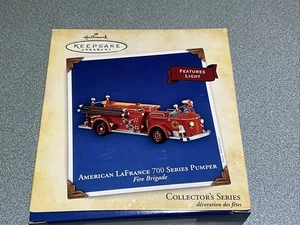 Hallmark
KEEPSAKE
ORNAMENT
FEATURES
LIGHT
AMERICAN LAFRANCE 700 SERIES PUMPER
Fire Brigade
COLLECTOR'S SERIES
décoration des fêtes